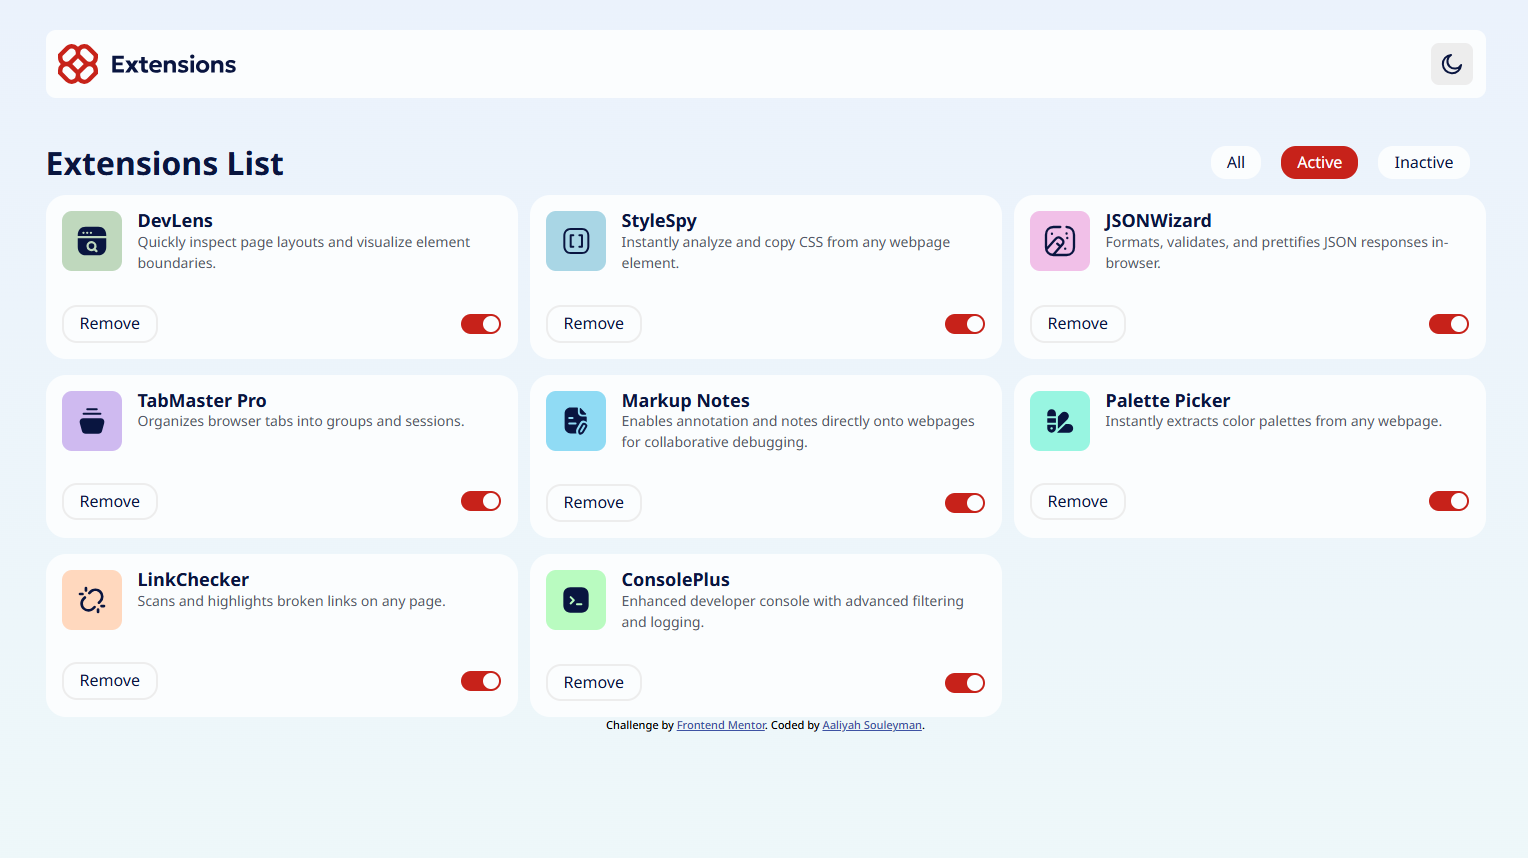 Extensions
Extensions List
All
Active
Inactive
DevLens
Quickly inspect page layouts and visualize element
boundaries.
Remove
StyleSpy
Instantly analyze and copy CSS from any webpage
element.
Remove
JSONWizard
Formats, validates, and prettifies JSON responses in-
browser.
Remove
TabMaster Pro
Organizes browser tabs into groups and sessions.
Remove
Markup Notes
Enables annotation and notes directly onto webpages
for collaborative debugging.
Remove
Palette Picker
Instantly extracts color palettes from any webpage.
Remove
LinkChecker
Scans and highlights broken links on any page.
Remove
ConsolePlus
Enhanced developer console with advanced filtering
and logging.
Remove
Challenge by Frontend Mentor. Coded by Aaliyah Souleyman.